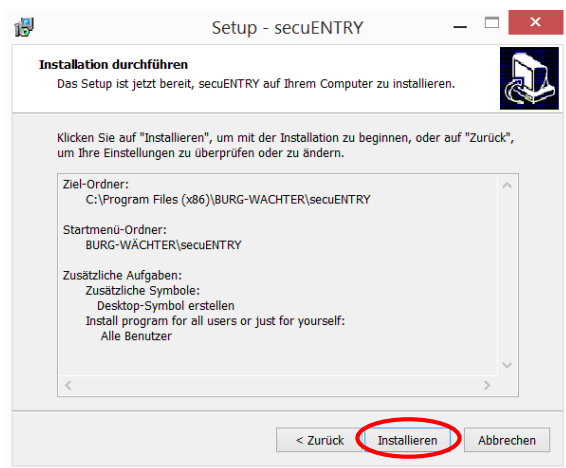 Setup - secuENTRY
Installation durchführen
Das Setup ist jetzt bereit, secuENTRY auf Ihrem Computer zu installieren.
Klicken Sie auf "Installieren", um mit der Installation zu beginnen, oder auf "Zurück",
um Ihre Einstellungen zu überprüfen oder zu ändern.
Ziel-Ordner:
C:\Program Files (x86)\BURG-WACHTER\secuENTRY
Startmenü-Ordner:
BURG-WÄCHTER\secuENTRY
Zusätzliche Aufgaben:
Zusätzliche Symbole:
Desktop-Symbol erstellen
Install program for all users or just for yourself:
Alle Benutzer
< Zurück Installieren Abbrechen